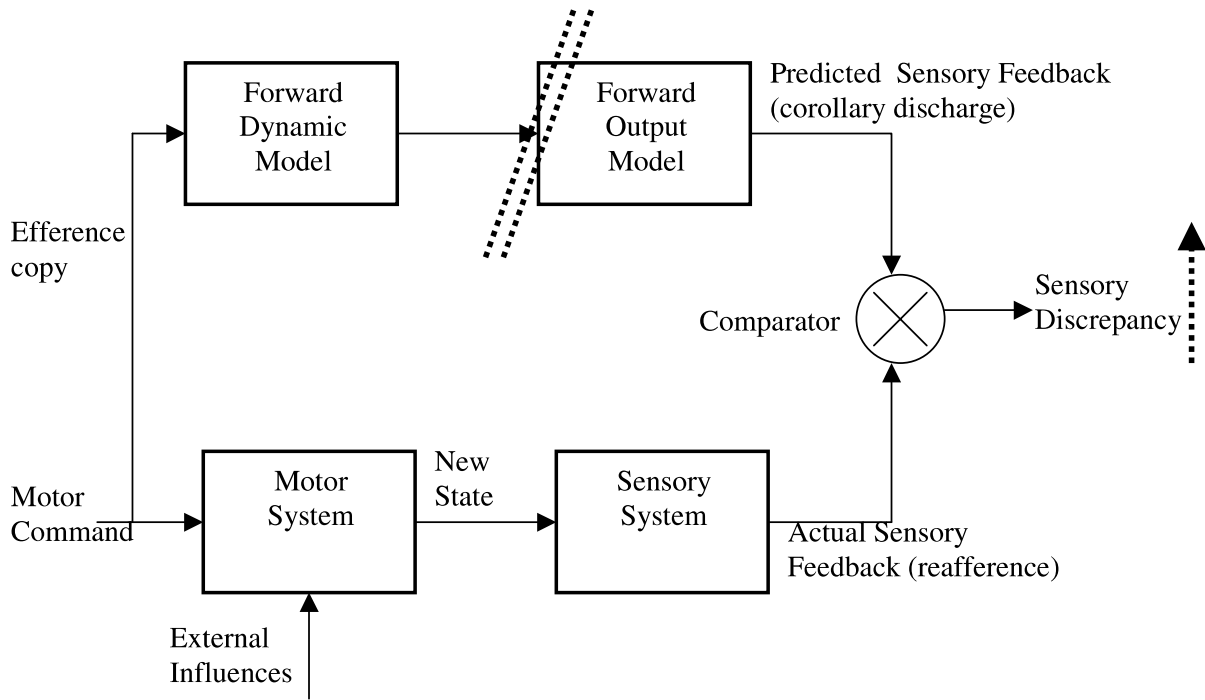 Forward
Dynamic
Model
Forward
Output
Model
Predicted Sensory Feedback
(corollary discharge)
Efference
copy
Comparator
Sensory
Discrepancy
Motor
Command
Motor
System
New
State
Sensory
System
Actual Sensory
Feedback (reafference)
External
Influences